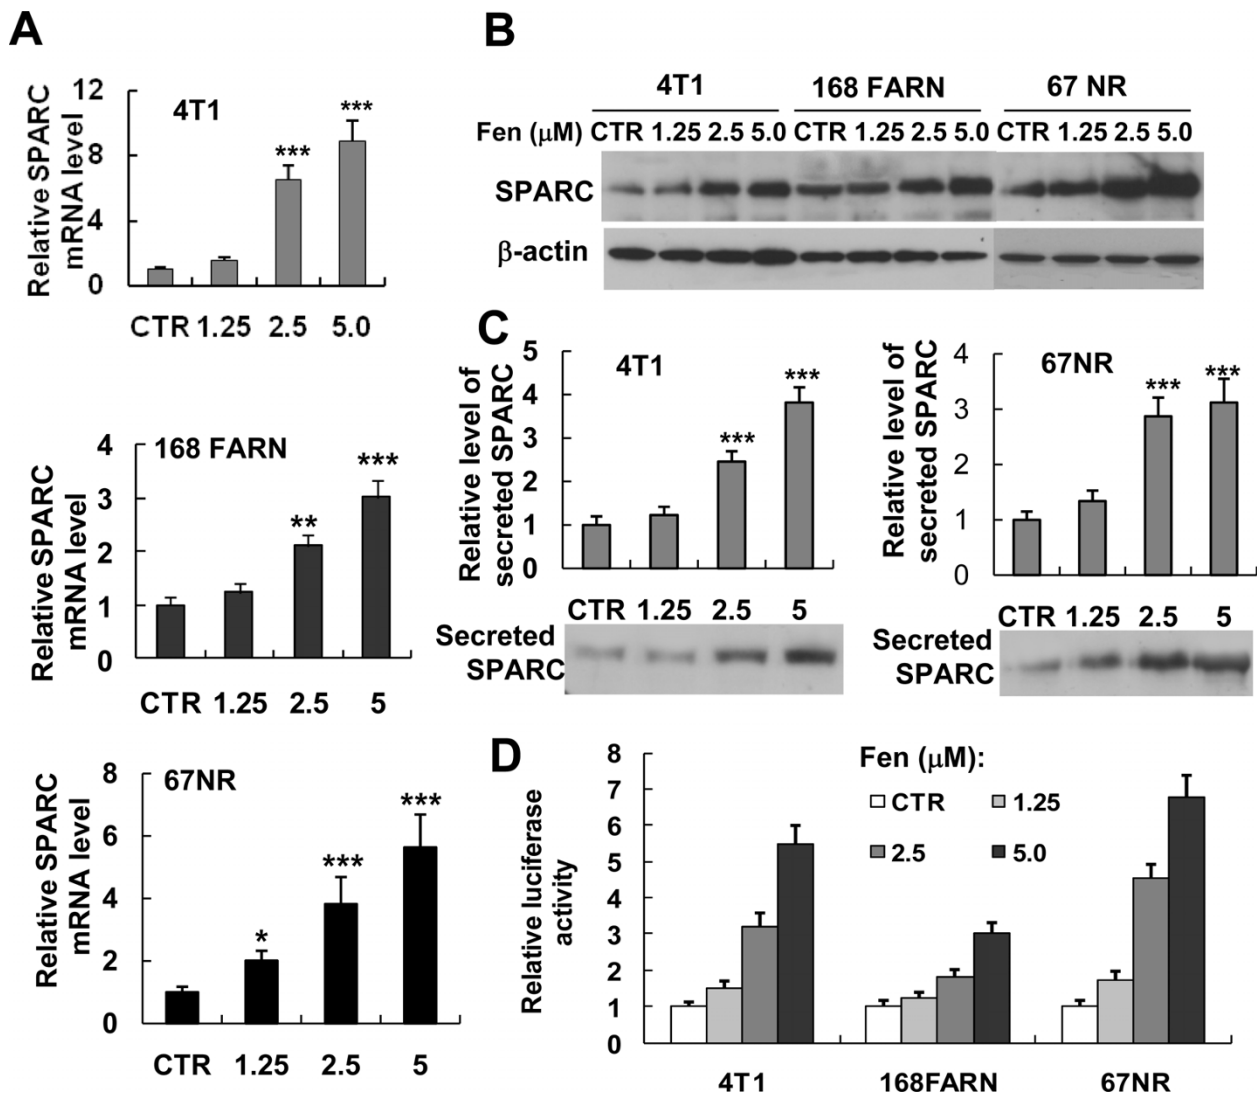 A
Relative SPARC
mRNA level
12
8
4
0
4T1
***
***
CTR 1.25 2.5 5.0
Relative SPARC
mRNA level
4
3
2
1
0
168 FARN
**
***
CTR 1.25 2.5 5
Relative SPARC
mRNA level
8
6
4
2
0
67NR
*
***
***
CTR 1.25 2.5 5
B
4T1 168 FARN 67 NR
Fen (μM) CTR 1.25 2.5 5.0 CTR 1.25 2.5 5.0 CTR 1.25 2.5 5.0
SPARC
β-actin
C
Relative level of
secreted SPARC
5
4
3
2
1
0
4T1
***
***
CTR 1.25 2.5 5
Secreted
SPARC
Relative level of
secreted SPARC
4
3
2
1
0
67NR
***
***
CTR 1.25 2.5 5
Secreted
SPARC
D
Relative luciferase
activity
8
7
6
5
4
3
2
1
0
Fen (μM):
CTR 1.25
2.5 5.0
4T1 168FARN 67NR